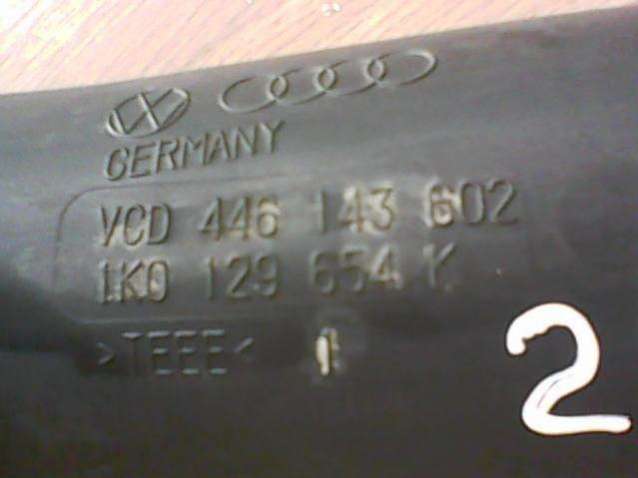 GERMANY
VCD 446 143 602
1K0 129 654 K
>TEEE<
2